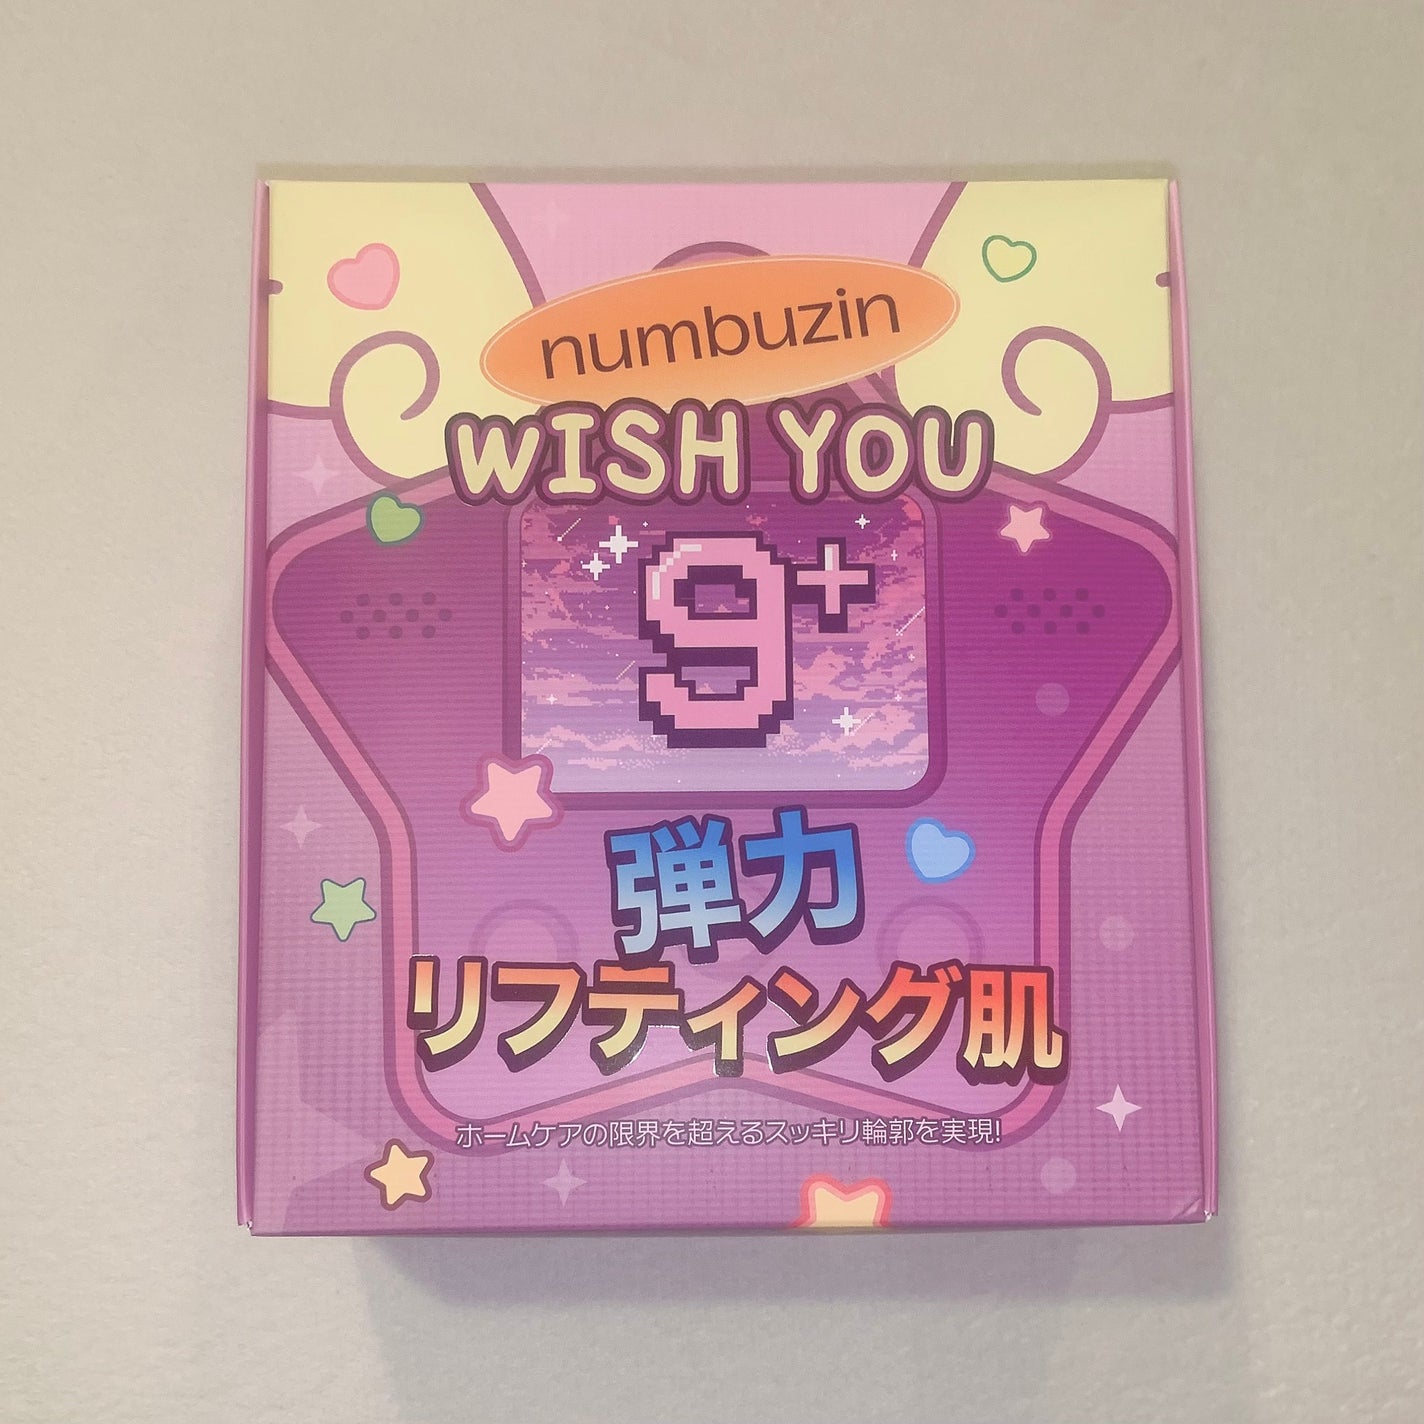 numbuzin
WISH YOU
9+
弾力
リフティング肌
ホームケアの限界を超えるスッキリ輪郭を実現!